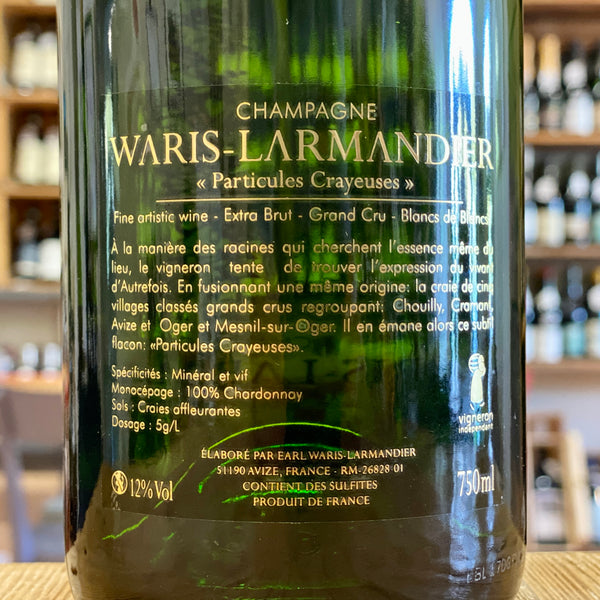 CHAMPAGNE
WARIS-LARMANDIER
« Particules Crayeuses »
Fine artistic wine - Extra Brut - Grand Cru - Blancs de Blancs
À la manière des racines qui cherchent l'essence même du
lieu, le vigneron tente de trouver l'expression du vivant
d'Autrefois. En fusionnant une même origine: la craie de cinq
villages classés grands crus regroupant: Chouilly, Cramant,
Avize et Oger et Mesnil-sur-Oger. Il en émane alors ce subtil
flacon: «Particules Crayeuses».
Spécificités : Minéral et vif
Monocépage : 100% Chardonnay
Sols : Craies affleurantes
Dosage : 5g/L
vigneron
indépendant
ÉLABORÉ PAR EARL WARIS-LARMANDIER
51190 AVIZE, FRANCE - RM-26828 01
CONTIENT DES SULFITES
PRODUIT DE FRANCE
12% Vol
750ml